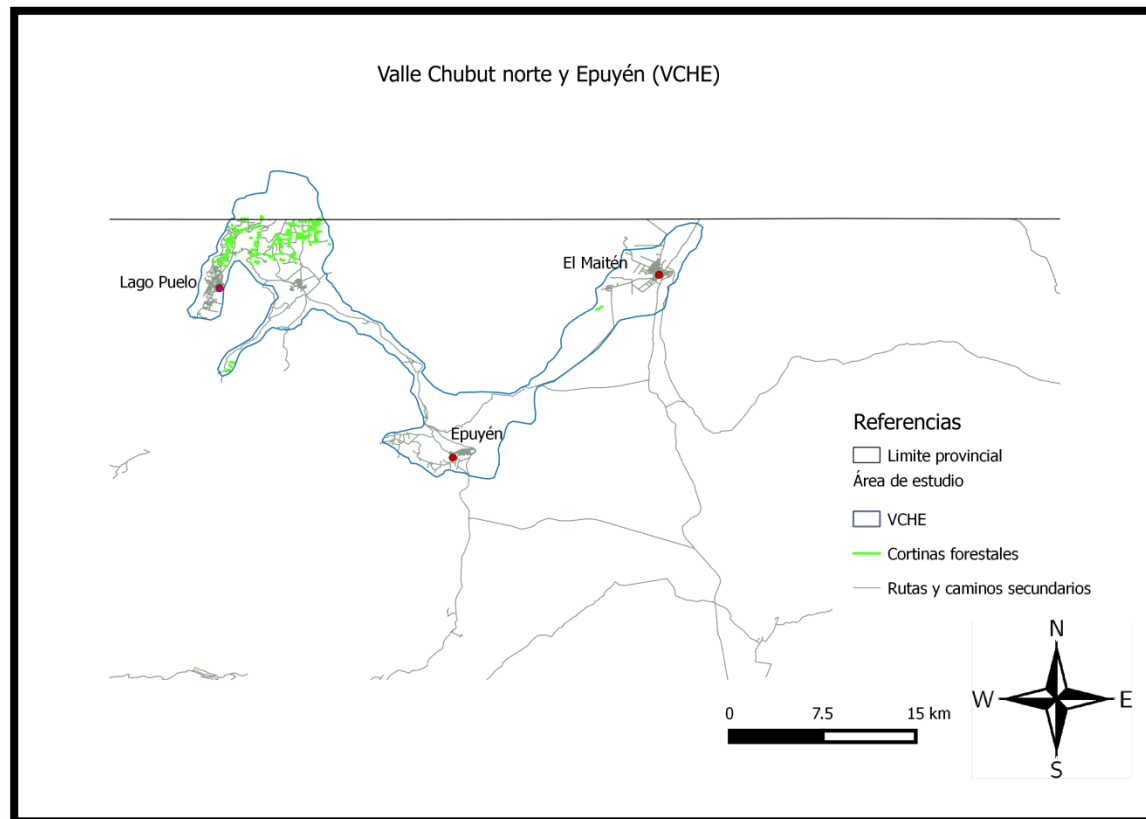 Valle Chubut norte y Epuyén (VCHE)
El Maitén
Lago Puelo
Epuyén
Referencias
Limite provincial
Área de estudio
VCHE
Cortinas forestales
Rutas y caminos secundarios
N
W
E
S
0
7.5
15 km